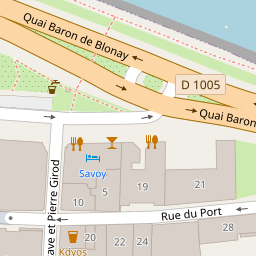 Quai Baron de Blonay
D 1005
Quai Baron
ave et Pierre Girod
Savoy
19
21
10
5
Rue du Port
20
22
24
28
Kdyos